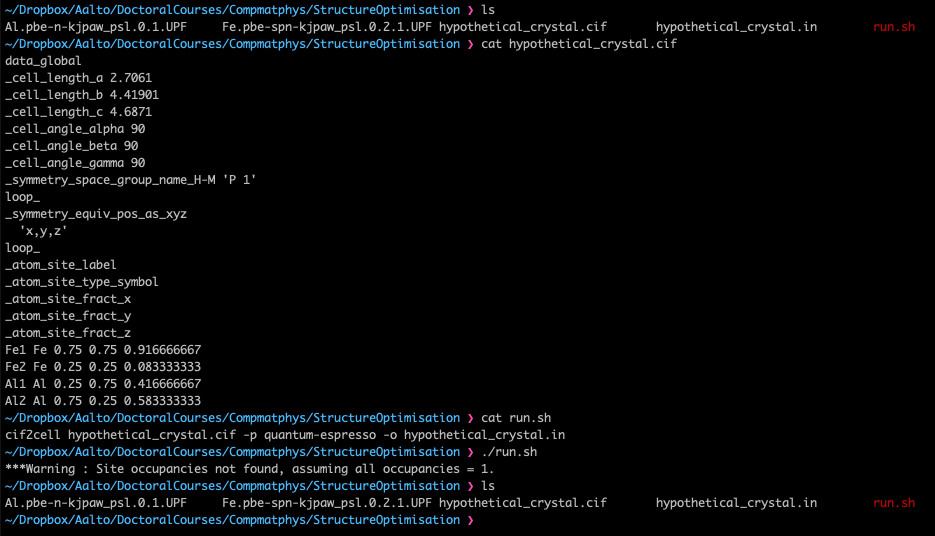 ~/Dropbox/Aalto/DoctoralCourses/Compmatphys/StructureOptimisation ❯ ls
Al.pbe-n-kjpaw_psl.0.1.UPF Fe.pbe-spn-kjpaw_psl.0.2.1.UPF hypothetical_crystal.cif hypothetical_crystal.in run.sh
~/Dropbox/Aalto/DoctoralCourses/Compmatphys/StructureOptimisation ❯ cat hypothetical_crystal.cif
data_global
_cell_length_a 2.7061
_cell_length_b 4.41901
_cell_length_c 4.6871
_cell_angle_alpha 90
_cell_angle_beta 90
_cell_angle_gamma 90
_symmetry_space_group_name_H-M 'P 1'
loop_
_symmetry_equiv_pos_as_xyz
  'x,y,z'
loop_
_atom_site_label
_atom_site_type_symbol
_atom_site_fract_x
_atom_site_fract_y
_atom_site_fract_z
Fe1 Fe 0.75 0.75 0.916666667
Fe2 Fe 0.25 0.25 0.083333333
Al1 Al 0.25 0.75 0.416666667
Al2 Al 0.75 0.25 0.583333333
~/Dropbox/Aalto/DoctoralCourses/Compmatphys/StructureOptimisation ❯ cat run.sh
cif2cell hypothetical_crystal.cif -p quantum-espresso -o hypothetical_crystal.in
~/Dropbox/Aalto/DoctoralCourses/Compmatphys/StructureOptimisation ❯ ./run.sh
***Warning : Site occupancies not found, assuming all occupancies = 1.
~/Dropbox/Aalto/DoctoralCourses/Compmatphys/StructureOptimisation ❯ ls
Al.pbe-n-kjpaw_psl.0.1.UPF Fe.pbe-spn-kjpaw_psl.0.2.1.UPF hypothetical_crystal.cif hypothetical_crystal.in run.sh
~/Dropbox/Aalto/DoctoralCourses/Compmatphys/StructureOptimisation ❯